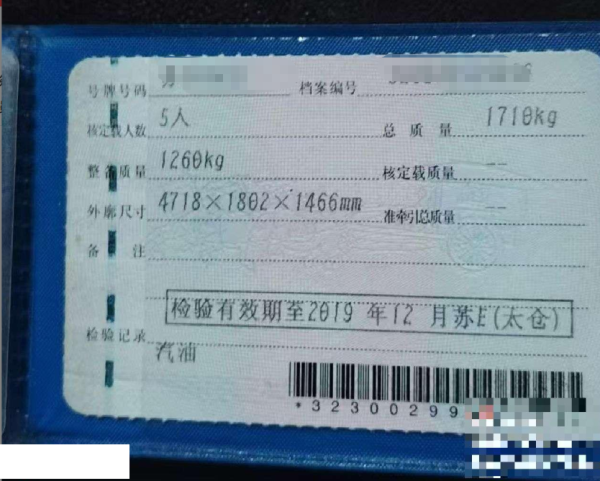 号牌号码 档案编号
核定载人数 5人 总质量 1710kg
整备质量 1260kg 核定载质量 --
外廓尺寸 4718×1802×1466mm 准牵引总质量 --
备注
检验有效期至2019年12月苏E(太仓)
检验记录
汽油
*32300299